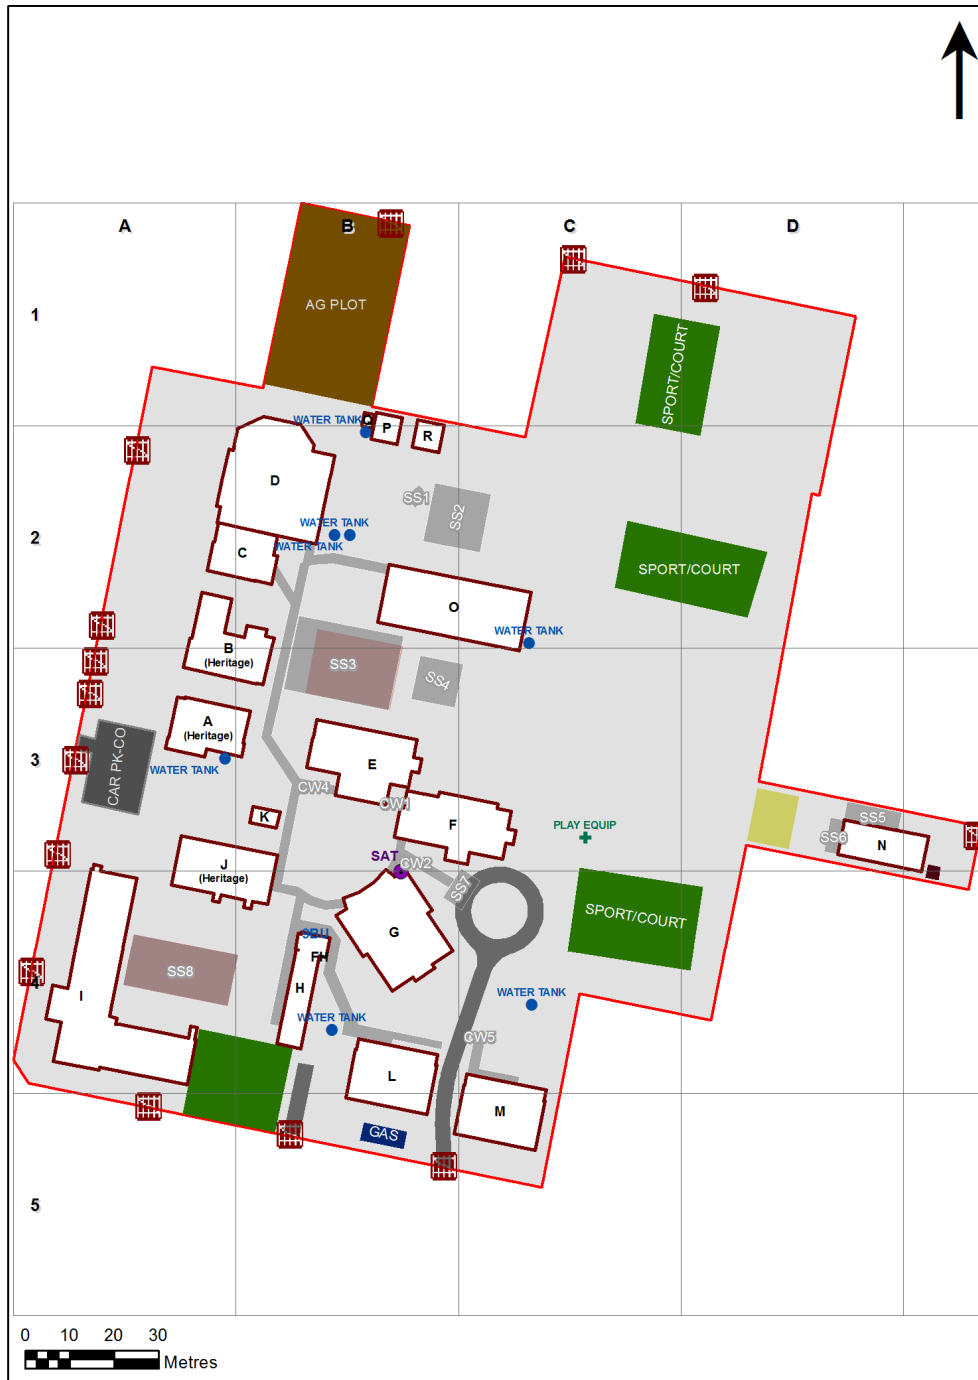 A
B
C
D
1
AG PLOT
SPORT/COURT
WATER TANK
Q
P
R
D
SS1
SS2
2
WATER TANK
WATER TANK
C
SPORT/COURT
O
WATER TANK
B
(Heritage)
SS3
SS4
A
(Heritage)
3
CAR PK-CO
WATER TANK
E
CW4
CW1
K
F
PLAY EQUIP
SS5
SS6
N
J
(Heritage)
SAT
CW2
SS7
SPORT/COURT
G
SBU
FH
SS8
4
I
H
WATER TANK
WATER TANK
CW5
L
M
GAS
5
0 10 20 30
Metres